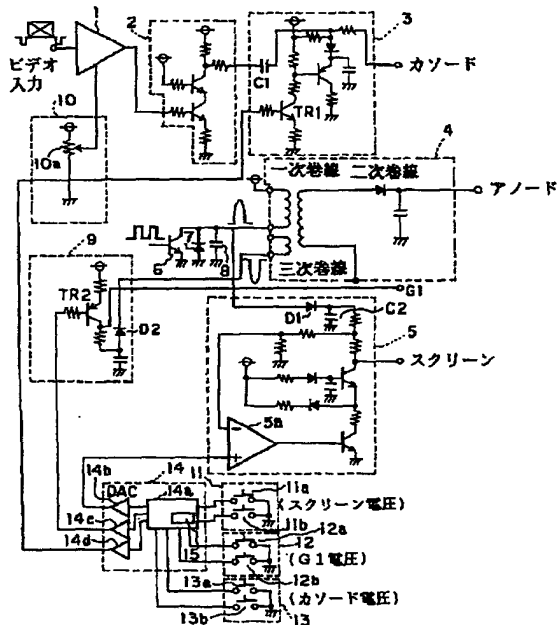 1
2
3
ビデオ
入力
C1
TR1
カソード
10
10a
4
一次巻線 二次巻線
アノード
6
7
8
三次巻線
9
TR2
D2
G1
D1
C2
5
スクリーン
5a
14
11
14b
DAC
14a
11a
(スクリーン電圧)
14c
11b
12a
14d
12
15
(G1電圧)
13a
12b
(カソード電圧)
13b
13